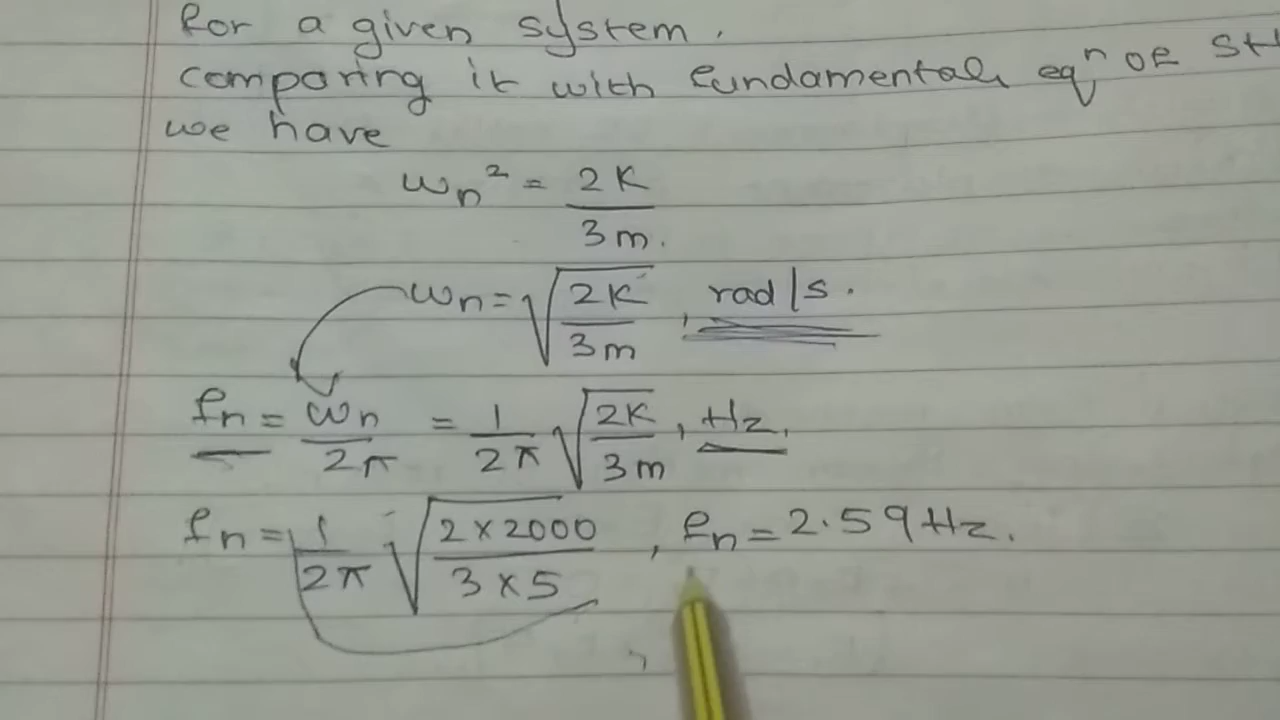 for a given system.
comparing it with fundamental eqⁿ of
we have
ωn² = 2K/3m.
ωn = √(2K/3m), rad/s.
fn = ωn/2π = 1/2π √(2K/3m), Hz.
fn = 1/2π √(2×2000/3×5), fn = 2.59 Hz.